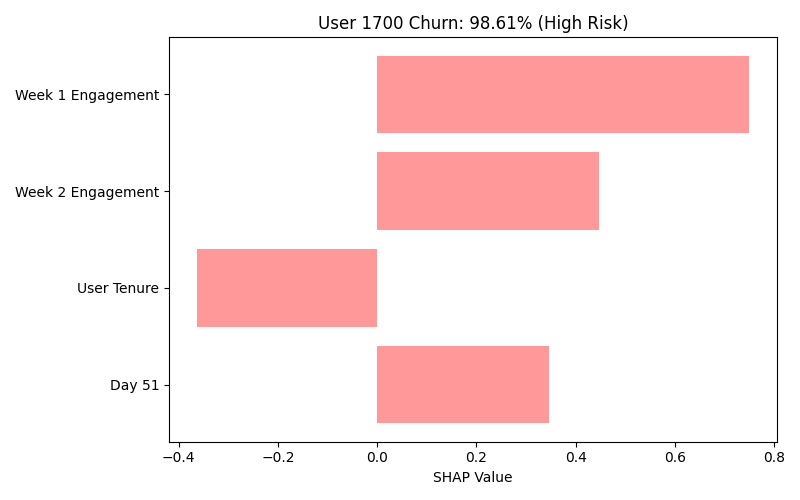 User 1700 Churn: 98.61% (High Risk)
Week 1 Engagement
Week 2 Engagement
User Tenure
Day 51
−0.4 −0.2 0.0 0.2 0.4 0.6 0.8
SHAP Value